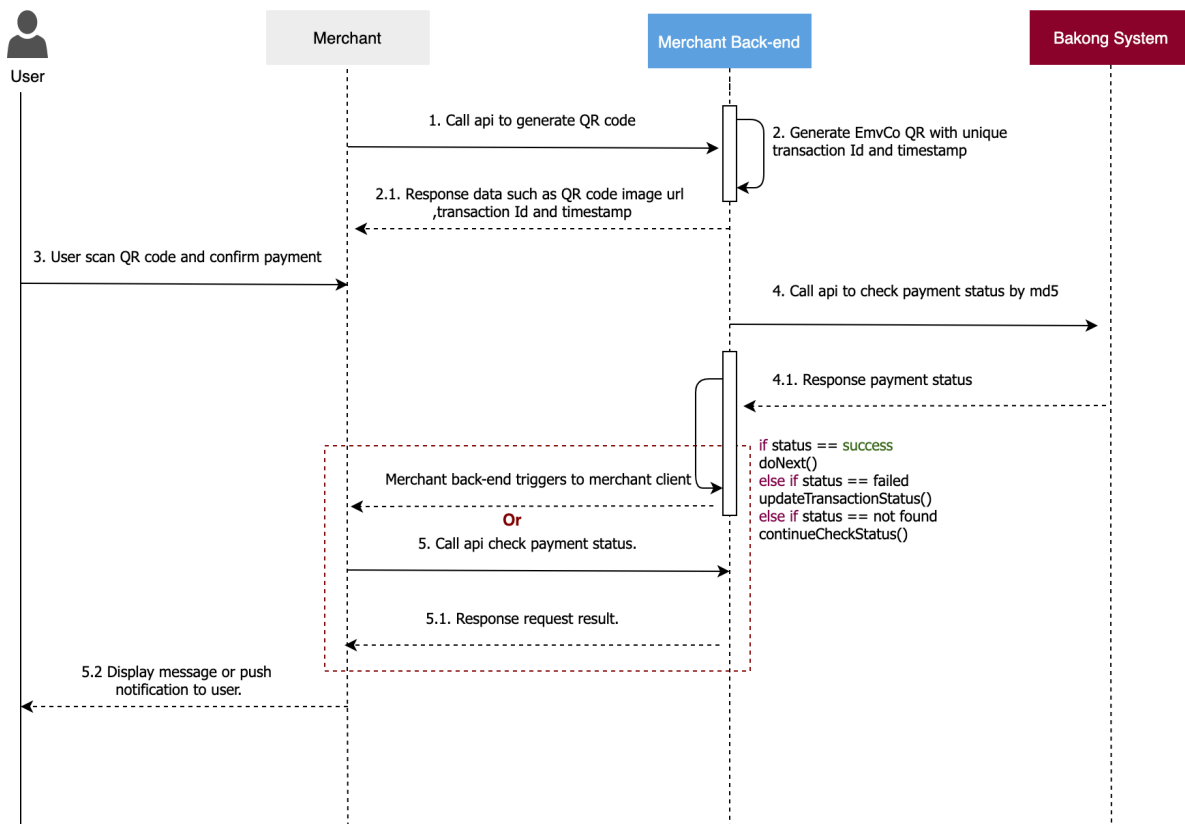 User
Merchant
Merchant Back-end
Bakong System
1. Call api to generate QR code
2. Generate EmvCo QR with unique
transaction Id and timestamp
2.1. Response data such as QR code image url
,transaction Id and timestamp
3. User scan QR code and confirm payment
4. Call api to check payment status by md5
4.1. Response payment status
if status == success
doNext()
else if status == failed
updateTransactionStatus()
else if status == not found
continueCheckStatus()
Merchant back-end triggers to merchant client
Or
5. Call api check payment status.
5.1. Response request result.
5.2 Display message or push
notification to user.